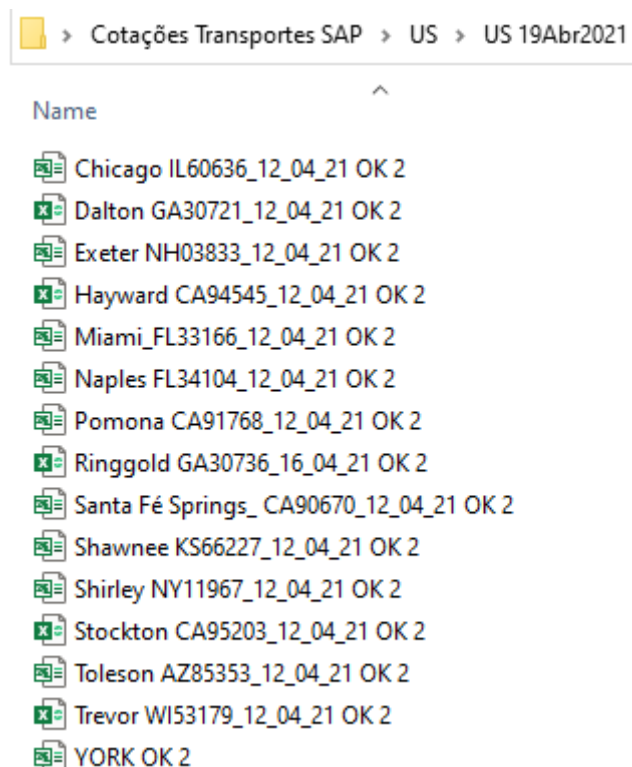 > Cotações Transportes SAP > US > US 19Abr2021
Name
Chicago IL60636_12_04_21 OK 2
Dalton GA30721_12_04_21 OK 2
Exeter NH03833_12_04_21 OK 2
Hayward CA94545_12_04_21 OK 2
Miami_FL33166_12_04_21 OK 2
Naples FL34104_12_04_21 OK 2
Pomona CA91768_12_04_21 OK 2
Ringgold GA30736_16_04_21 OK 2
Santa Fé Springs_ CA90670_12_04_21 OK 2
Shawnee KS66227_12_04_21 OK 2
Shirley NY11967_12_04_21 OK 2
Stockton CA95203_12_04_21 OK 2
Toleson AZ85353_12_04_21 OK 2
Trevor WI53179_12_04_21 OK 2
YORK OK 2